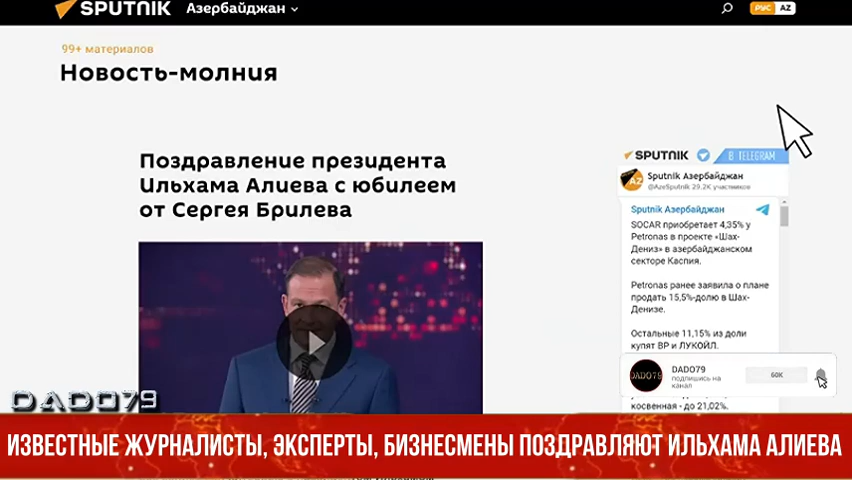 SPUTNIK Азербайджан
РУС AZ
99+ материалов
Новость-молния
Поздравление президента
Ильхама Алиева с юбилеем
от Сергея Брилева
SPUTNIK В TELEGRAM
Sputnik Азербайджан
@AzeSputnik 29.2K участников
Sputnik Азербайджан
SOCAR приобретает 4,35% у
Petronas в проекте «Шах-
Дениз» в азербайджанском
секторе Каспия.
Petronas ранее заявила о плане
продать 15,5%-долю в Шах-
Денизе.
Остальные 11,15% из доли
купят BP и ЛУКОЙЛ.
DADO79
DADO79
подпишись на
канал
60K
косвенная - до 21,02%.
DADO79
ИЗВЕСТНЫЕ ЖУРНАЛИСТЫ, ЭКСПЕРТЫ, БИЗНЕСМЕНЫ ПОЗДРАВЛЯЮТ ИЛЬХАМА АЛИЕВА